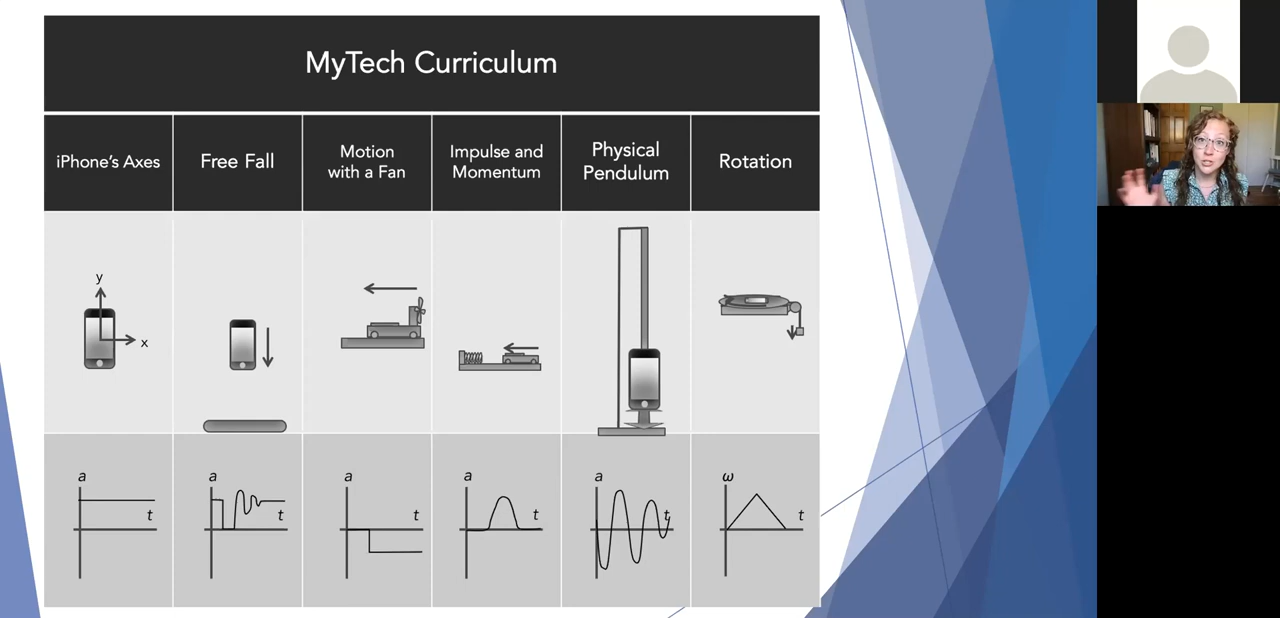 MyTech Curriculum
iPhone's Axes
Free Fall
Motion
with a Fan
Impulse and
Momentum
Physical
Pendulum
Rotation
y
x
a
t
a
t
a
t
a
t
a
t
ω
t